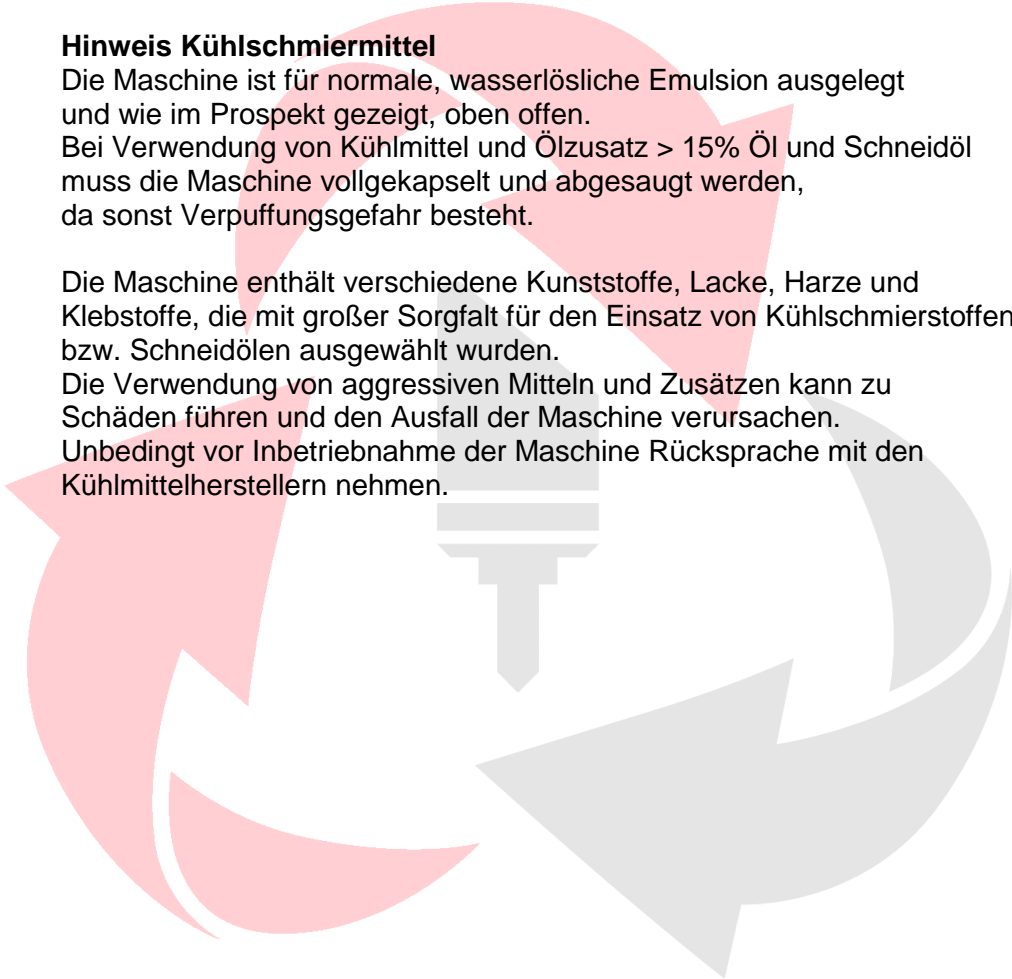 Hinweis Kühlschmiermittel
Die Maschine ist für normale, wasserlösliche Emulsion ausgelegt
und wie im Prospekt gezeigt, oben offen.
Bei Verwendung von Kühlmittel und Ölzusatz > 15% Öl und Schneidöl
muss die Maschine vollgekapselt und abgesaugt werden,
da sonst Verpuffungsgefahr besteht.
Die Maschine enthält verschiedene Kunststoffe, Lacke, Harze und
Klebstoffe, die mit großer Sorgfalt für den Einsatz von Kühlschmierstoffen
bzw. Schneidölen ausgewählt wurden.
Die Verwendung von aggressiven Mitteln und Zusätzen kann zu
Schäden führen und den Ausfall der Maschine verursachen.
Unbedingt vor Inbetriebnahme der Maschine Rücksprache mit den
Kühlmittelherstellern nehmen.